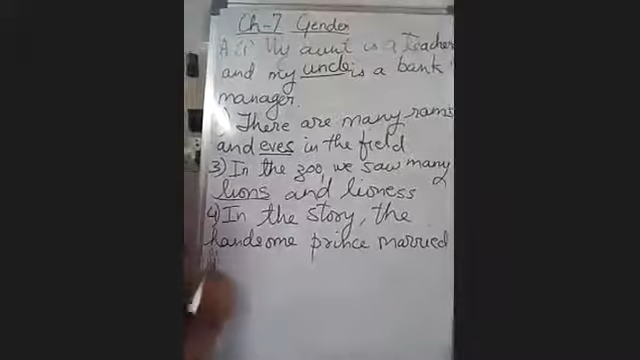 Ch-7 Gender
A 1) My aunt is a Teacher
and my uncle is a bank
manager.
) There are many rams
and eves in the field
3) In the zoo, we saw many
lions and lioness
4) In the story, the
handsome prince married